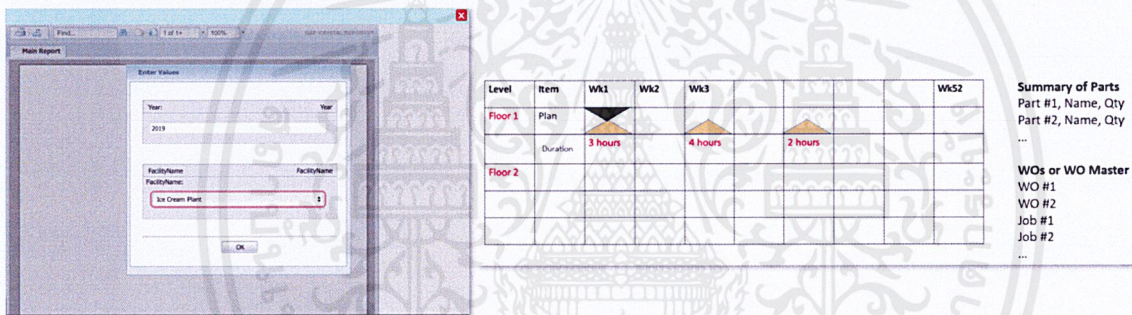 Find...
1 of 1+
100%
SAP CRYSTAL REPORTS
Main Report
Enter Values
Year:
Year
2019
FacilityName
FacilityName
FacilityName:
Ice Cream Plant
OK
Level Item Wk1 Wk2 Wk3 Wk52
Floor 1 Plan
Duration 3 hours 4 hours 2 hours
Floor 2
Summary of Parts
Part #1, Name, Qty
Part #2, Name, Qty
...
WOs or WO Master
WO #1
WO #2
Job #1
Job #2
...